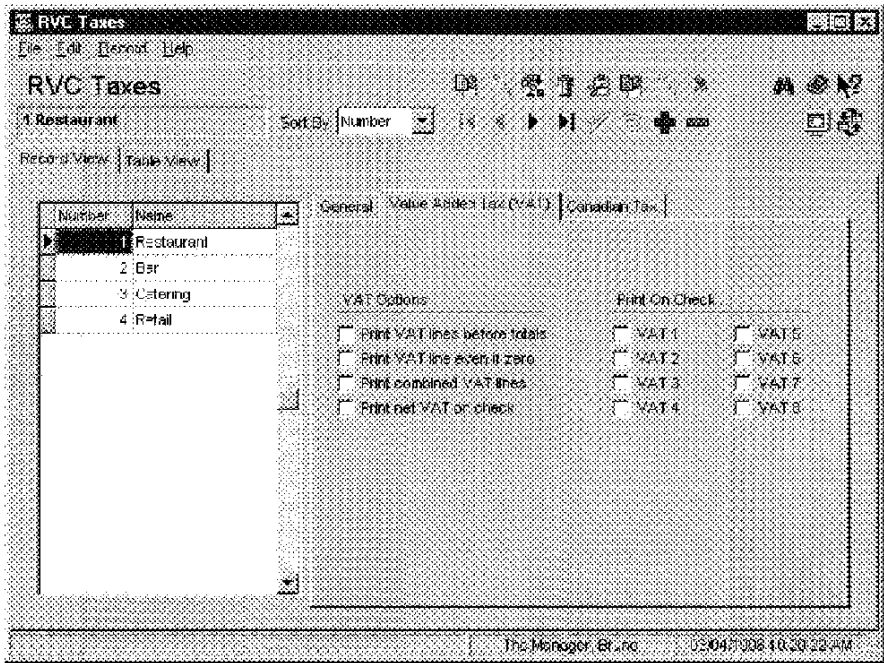 RVC Taxes
File Edit Record Help
RVC Taxes
1 Restaurant
Sort By Number
Record View Table View
General Value Added Tax (VAT) Canadian Tax
Number Name
1 Restaurant
2 Bar
3 Catering
4 Retail
VAT Options
Print VAT lines before totals
Print VAT line even if zero
Print combined VAT lines
Print net VAT on check
Print On Check
VAT 1 VAT 5
VAT 2 VAT 6
VAT 3 VAT 7
VAT 4 VAT 8
The Manager, Bruno
10:20:22 AM